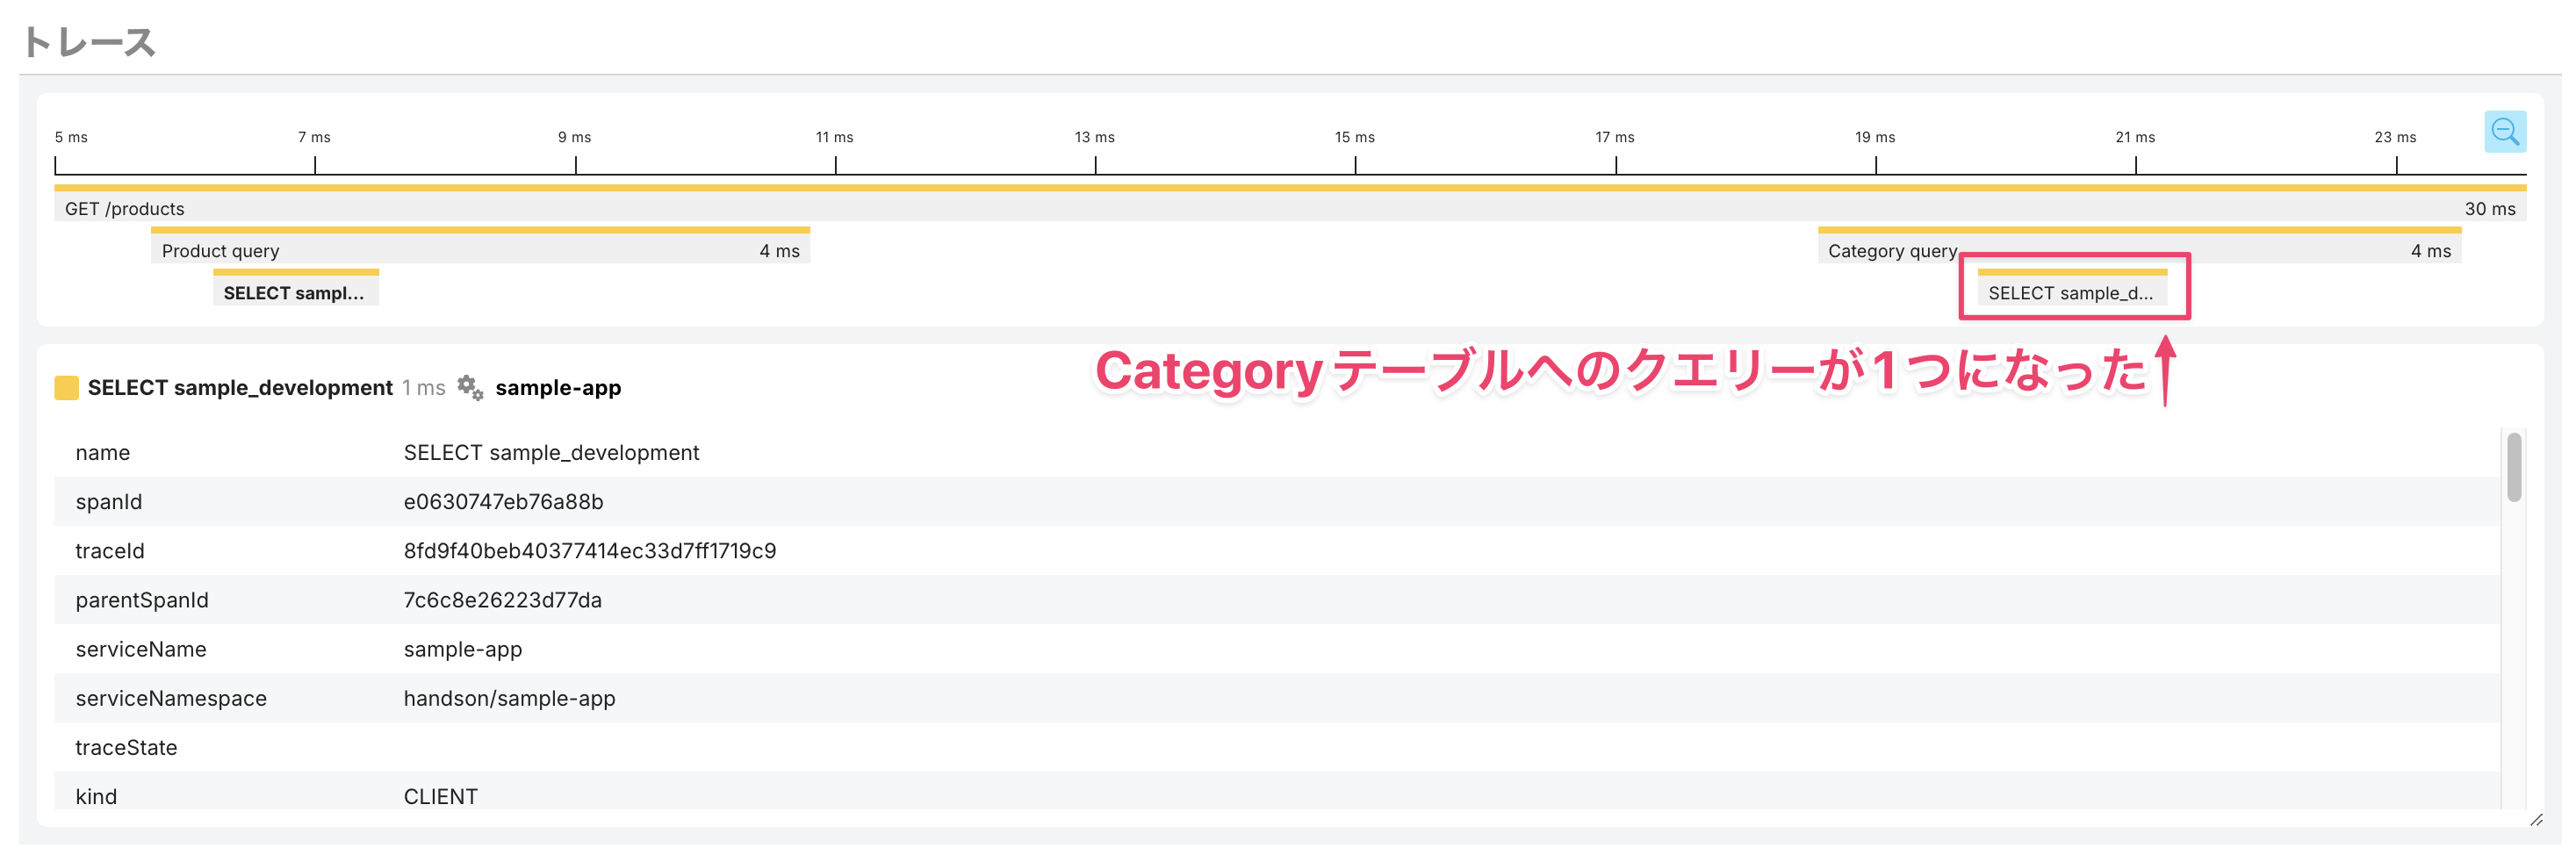 トレース
5 ms 7 ms 9 ms 11 ms 13 ms 15 ms 17 ms 19 ms 21 ms 23 ms
GET /products 30 ms
Product query 4 ms Category query 4 ms
SELECT sampl... SELECT sample_d...
Categoryテーブルへのクエリーが1つになった
SELECT sample_development 1 ms sample-app
name SELECT sample_development
spanId e0630747eb76a88b
traceId 8fd9f40beb40377414ec33d7ff1719c9
parentSpanId 7c6c8e26223d77da
serviceName sample-app
serviceNamespace handson/sample-app
traceState
kind CLIENT